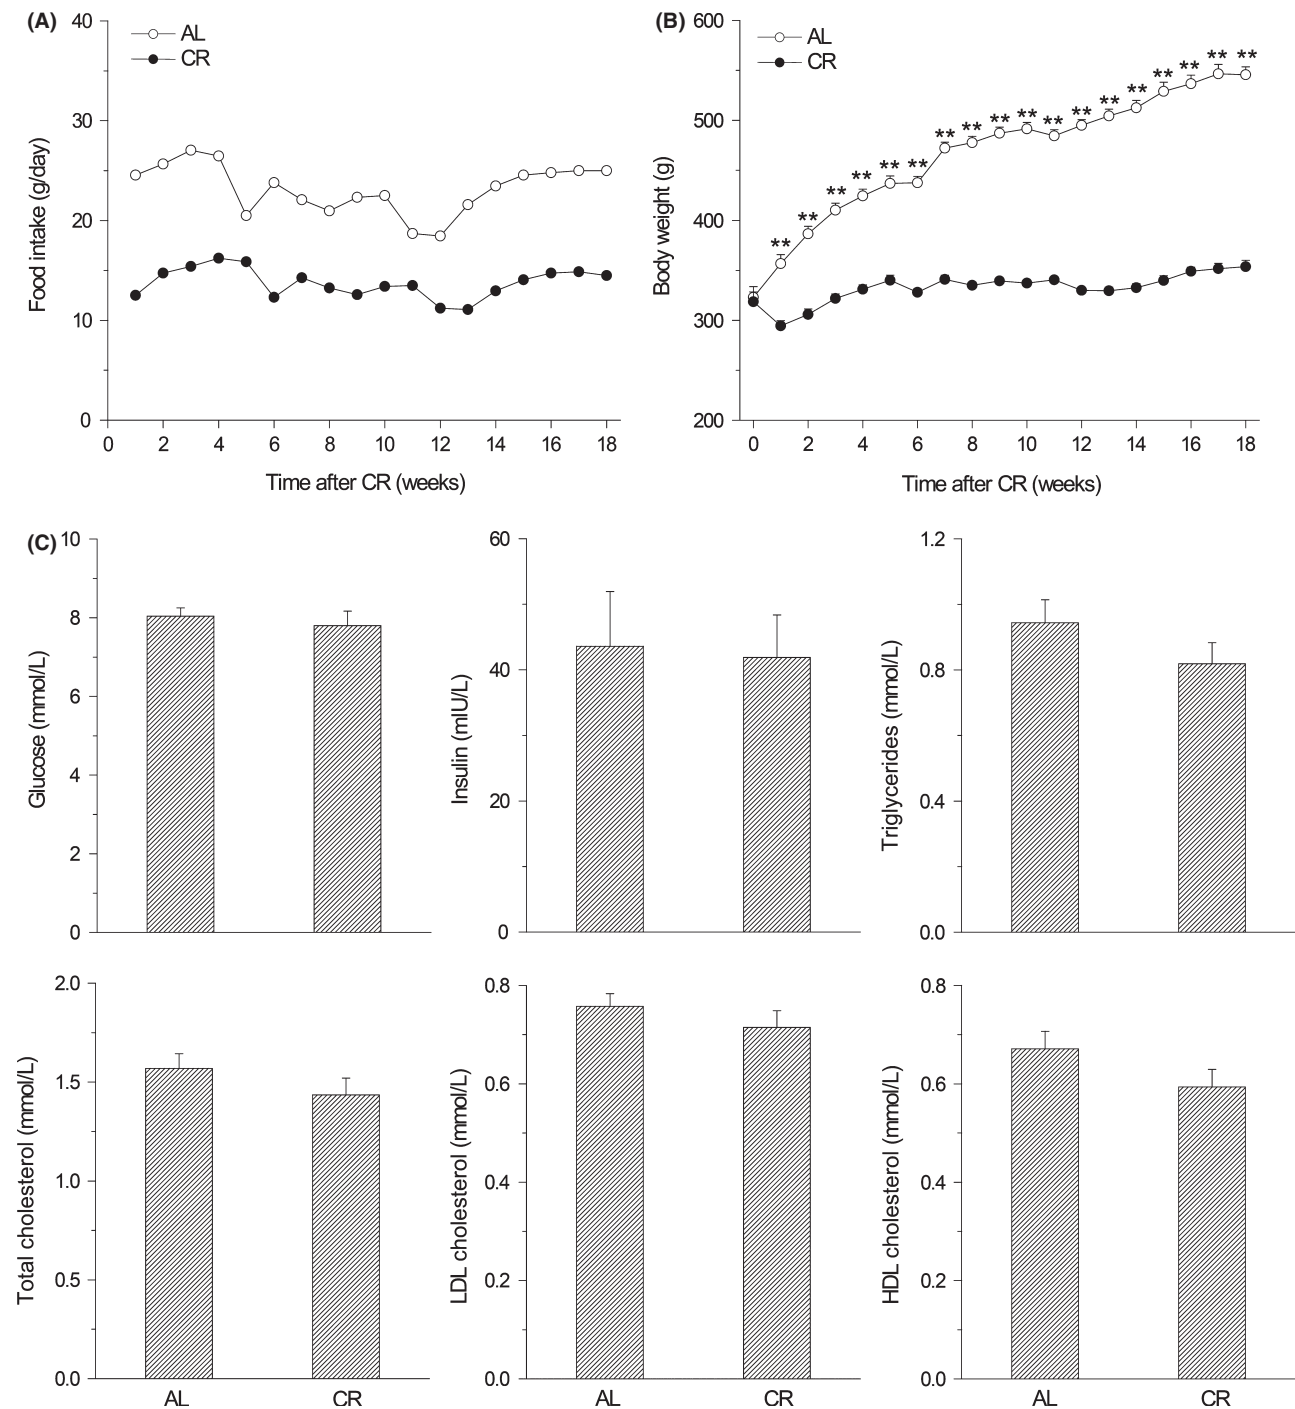 (A)
AL
CR
40
30
20
10
0
Food intake (g/day)
0 2 4 6 8 10 12 14 16 18
Time after CR (weeks)
(B)
AL
CR
600
500
400
300
200
Body weight (g)
** ** ** ** ** ** ** ** ** ** ** ** ** ** ** ** ** **
0 2 4 6 8 10 12 14 16 18
Time after CR (weeks)
(C)
10
8
6
4
2
0
Glucose (mmol/L)
60
40
20
0
Insulin (mIU/L)
1.2
0.8
0.4
0.0
Triglycerides (mmol/L)
2.0
1.5
1.0
0.5
0.0
Total cholesterol (mmol/L)
AL CR
0.8
0.6
0.4
0.2
0.0
LDL cholesterol (mmol/L)
AL CR
0.8
0.6
0.4
0.2
0.0
HDL cholesterol (mmol/L)
AL CR